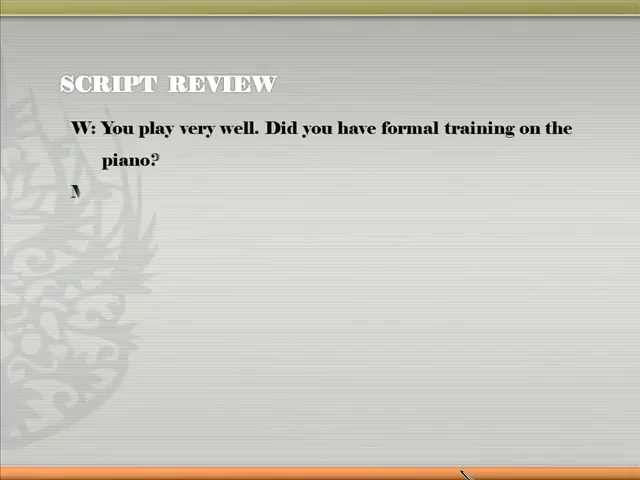 SCRIPT REVIEW
W: You play very well. Did you have formal training on the
piano?